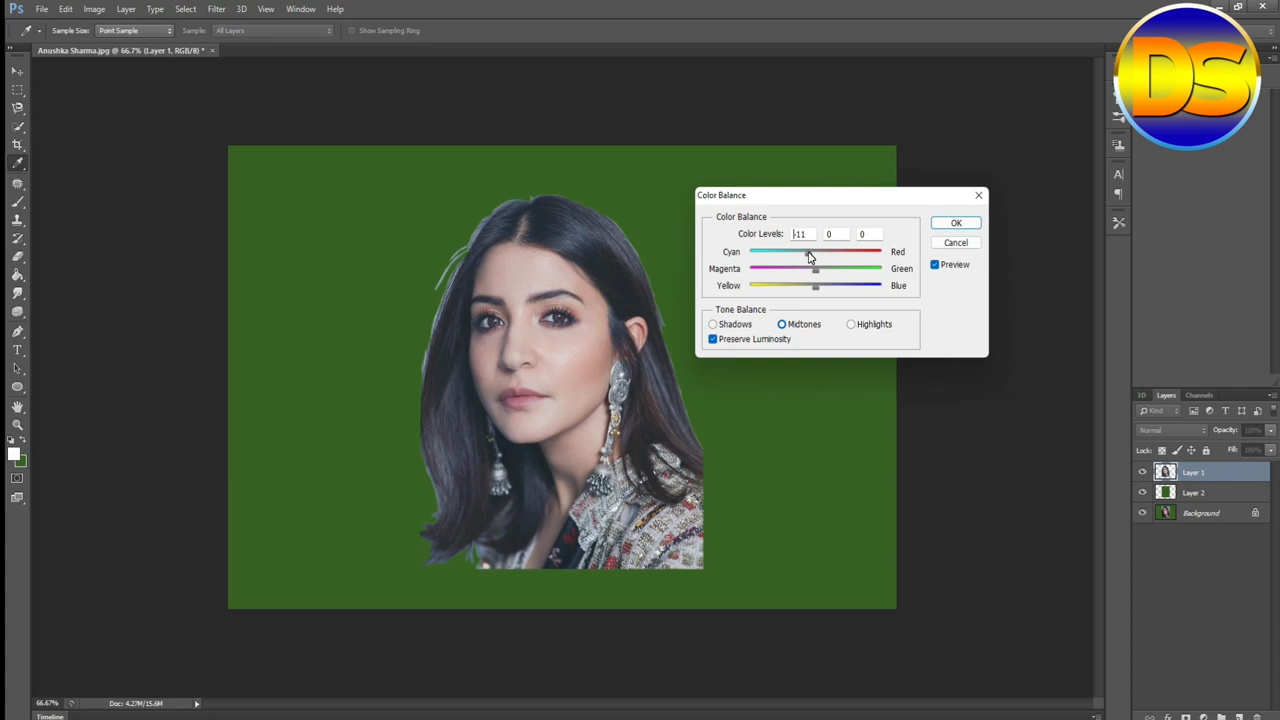 Ps File Edit Image Layer Type Select Filter 3D View Window Help
Sample Size: Point Sample Sample: All Layers Show Sampling Ring
Anushka Sharma.jpg @ 66.7% (Layer 1, RGB/8) * ×
DS
Color Balance
Color Balance
Color Levels: -11 0 0
Cyan Red
Magenta Green
Yellow Blue
OK
Cancel
Preview
Tone Balance
Shadows Midtones Highlights
Preserve Luminosity
3D Layers Channels
Kind
Normal Opacity: 100%
Lock: Fill: 100%
Layer 1
Layer 2
Background
66.67% Doc: 4.27M/15.6M
Timeline